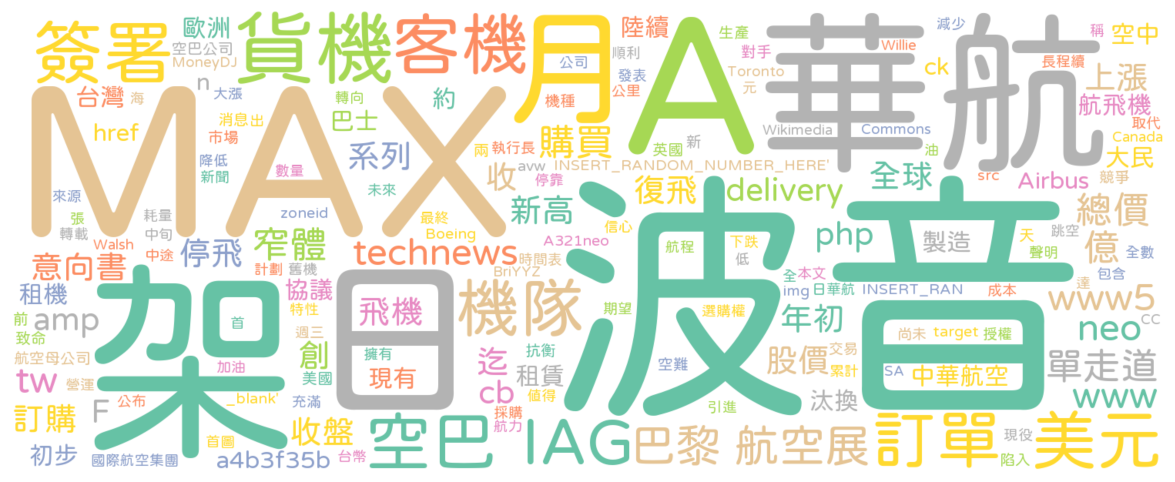 簽署
空巴公司
MoneyDJ
歐洲
n
貨機
客機
月
A
華航
陸續
生產
對手
公司
順利
發表
公里
Toronto
元
減少
稱
空中
Willie
長程續
ck
上漲
航飛機
取代
Canada
大民
競爭
src
Airbus
Wikimedia
Commons
油
全球
台灣
海
大漲
轉向
約
機種
href
消息出
市場
巴士
購買
MAX
兩
執行長
英國
新
降低
新聞
系列
收
avw
INSERT_RANDOM_NUMBER_HERE'
數量
未來
停靠
復飛
delivery
來源
張
轉載
耗量
中旬
zoneid
最終
Boeing
新高
信心
波音
總價
Walsh
中途
停飛
窄體
technews
A321neo
航程
下跌
低
php
製造
億
天
跳空
聲明
全數
意向書
計劃
舊機
時間表
BriYYZ
全
本文
日華航
包含
租機
特性
協議
架
日
飛機
機隊
期望
選購權
img
INSERT_RAN
成本
達
www5
前
致命
amp
首
週三
創
擁有
抗衡
年初
尚未
target
授權
neo
CC
航空母公司
加油
美國
現有
迄
租賃
空難
股價
交易
累計
SA
中華航空
單走道
tw
營運
cb
值得
引進
汰換
www
訂購
F
公布
_blank'
充滿
採購
航力
初步
國際航空集團
首圖
收盤
a4b3f35b
台幣
空巴
IAG
巴黎
航空展
訂單
現役
陷入
美元